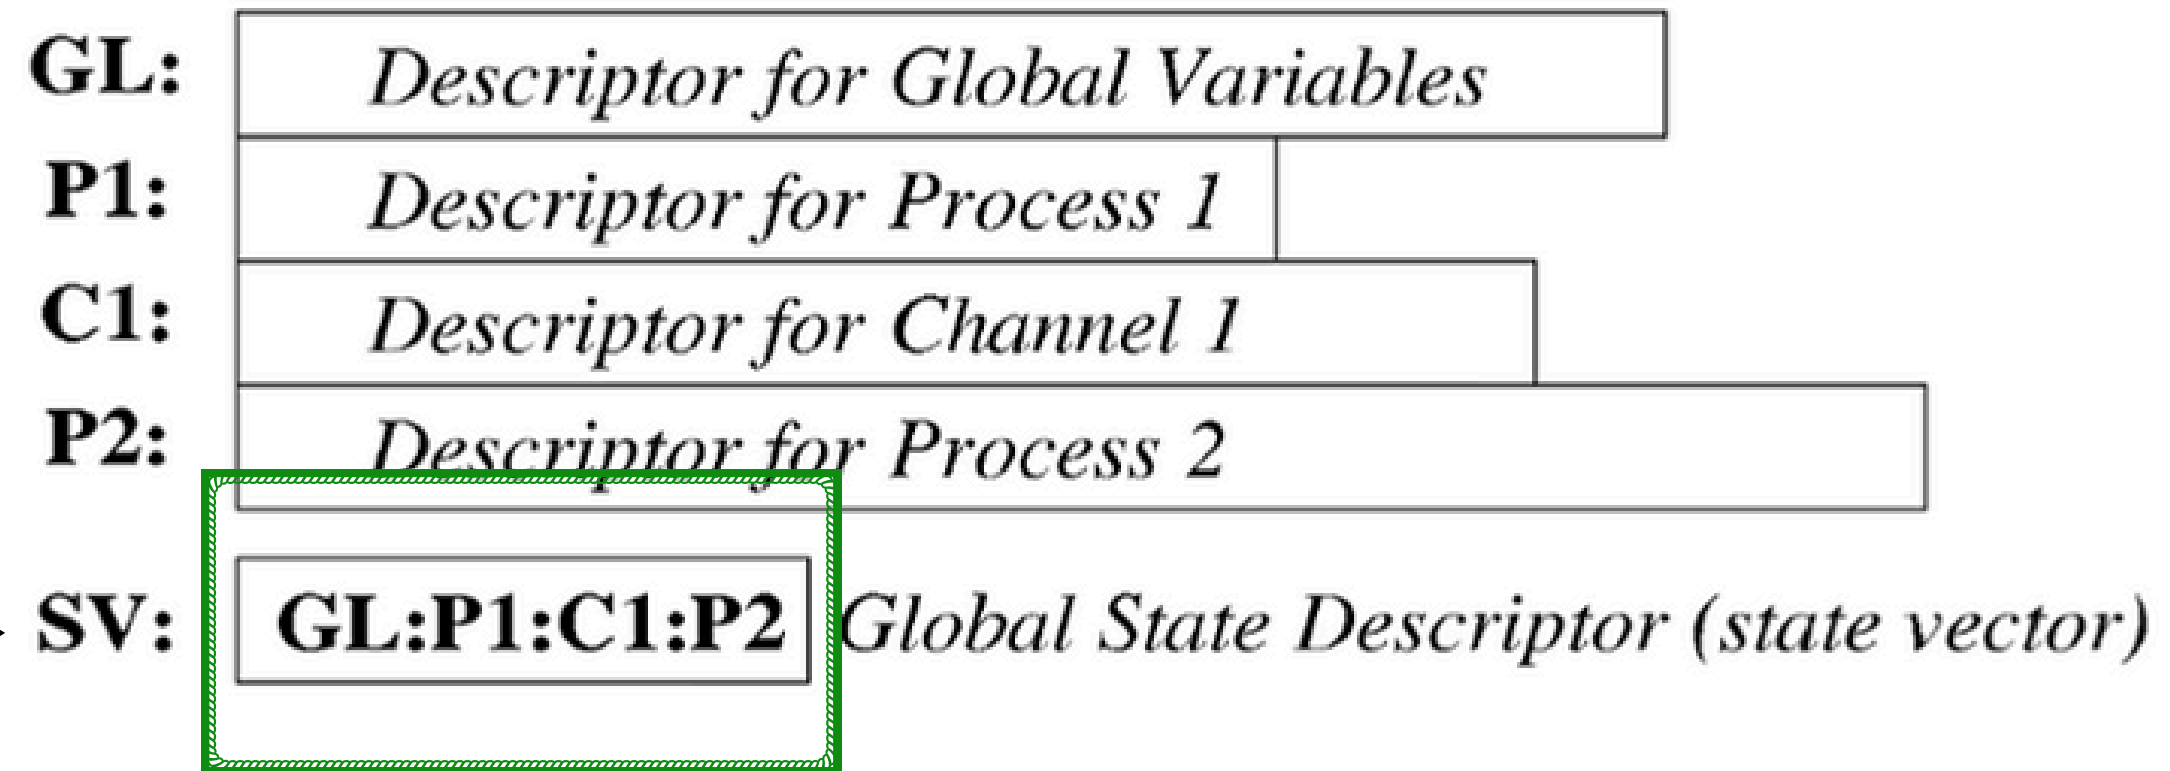 GL: Descriptor for Global Variables
P1: Descriptor for Process 1
C1: Descriptor for Channel 1
P2: Descriptor for Process 2
SV: GL:P1:C1:P2 Global State Descriptor (state vector)